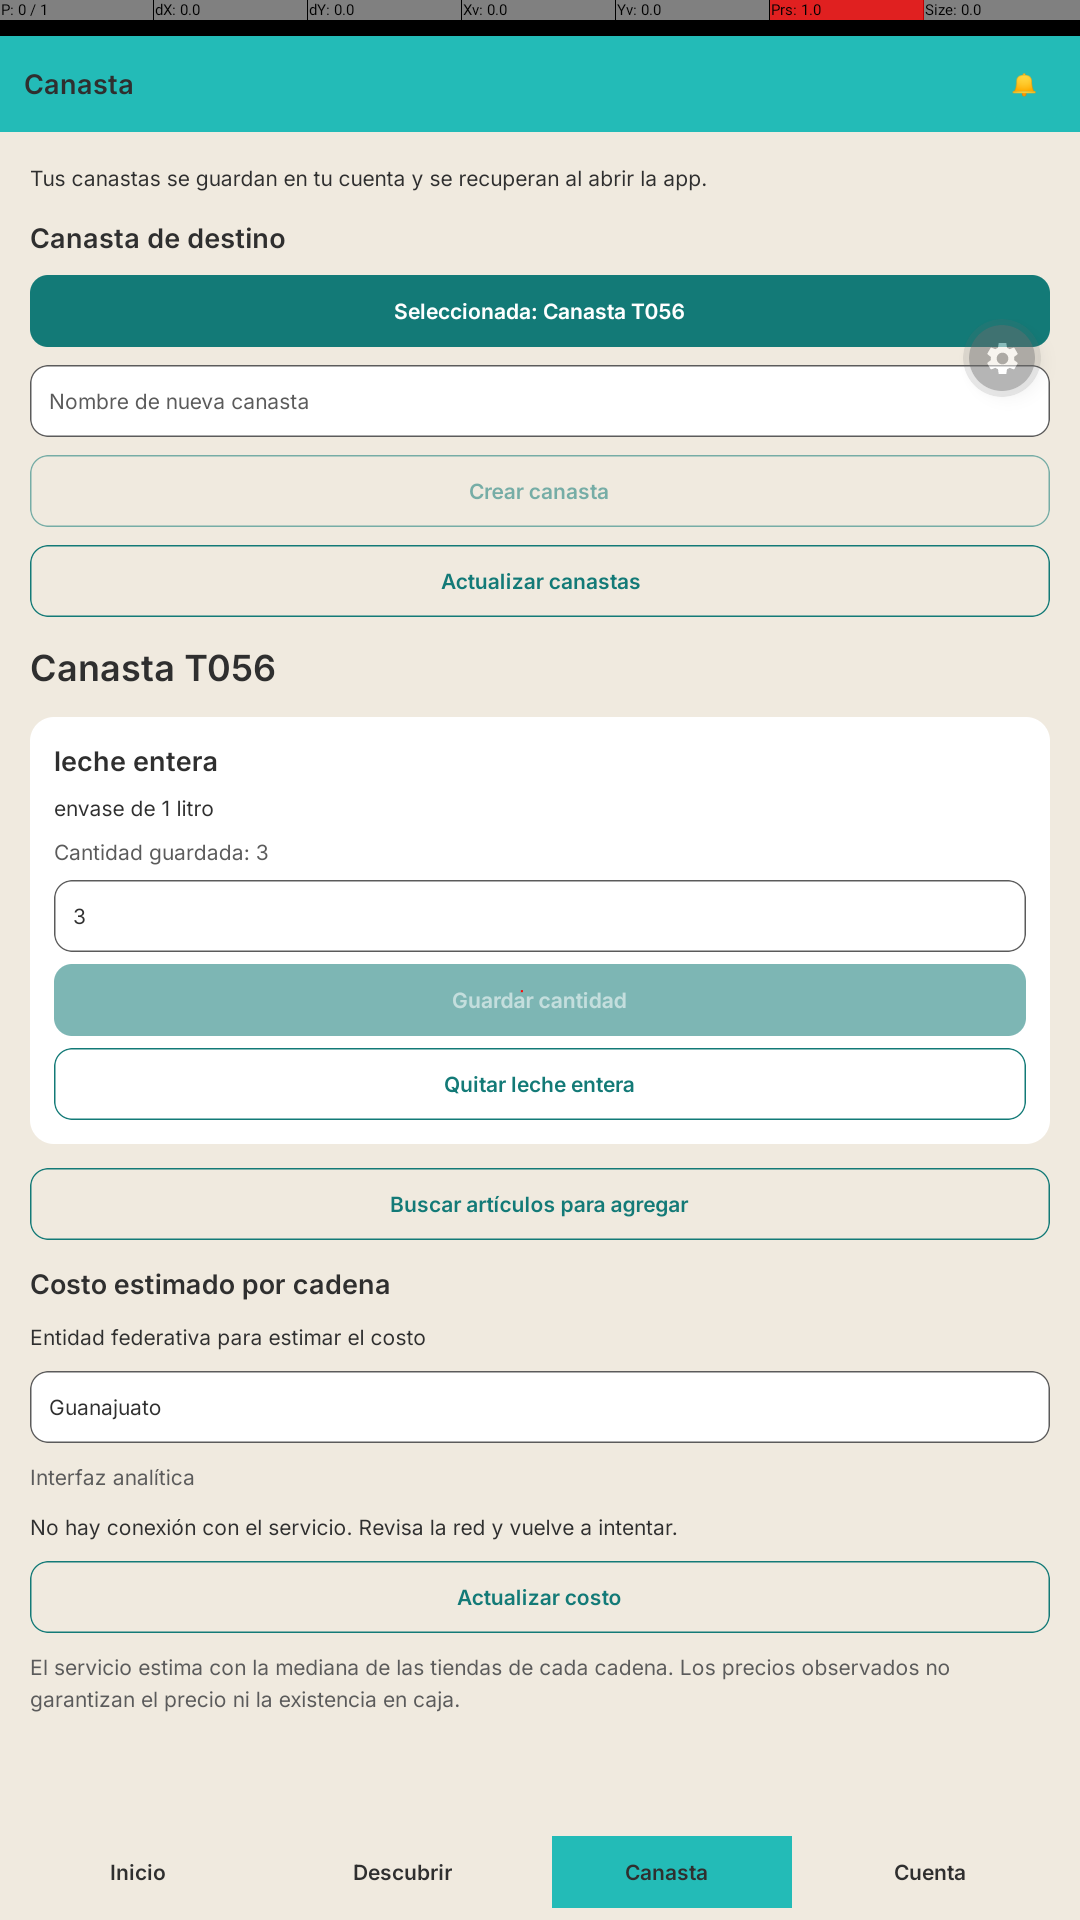 P: 0 / 1 dX: 0.0 dY: 0.0 Xv: 0.0 Yv: 0.0 Prs: 1.0 Size: 0.0
Canasta
Tus canastas se guardan en tu cuenta y se recuperan al abrir la app.
Canasta de destino
Seleccionada: Canasta T056
Nombre de nueva canasta
Crear canasta
Actualizar canastas
Canasta T056
leche entera
envase de 1 litro
Cantidad guardada: 3
3
Guardar cantidad
Quitar leche entera
Buscar artículos para agregar
Costo estimado por cadena
Entidad federativa para estimar el costo
Guanajuato
Interfaz analítica
No hay conexión con el servicio. Revisa la red y vuelve a intentar.
Actualizar costo
El servicio estima con la mediana de las tiendas de cada cadena. Los precios observados no
garantizan el precio ni la existencia en caja.
Inicio Descubrir Canasta Cuenta